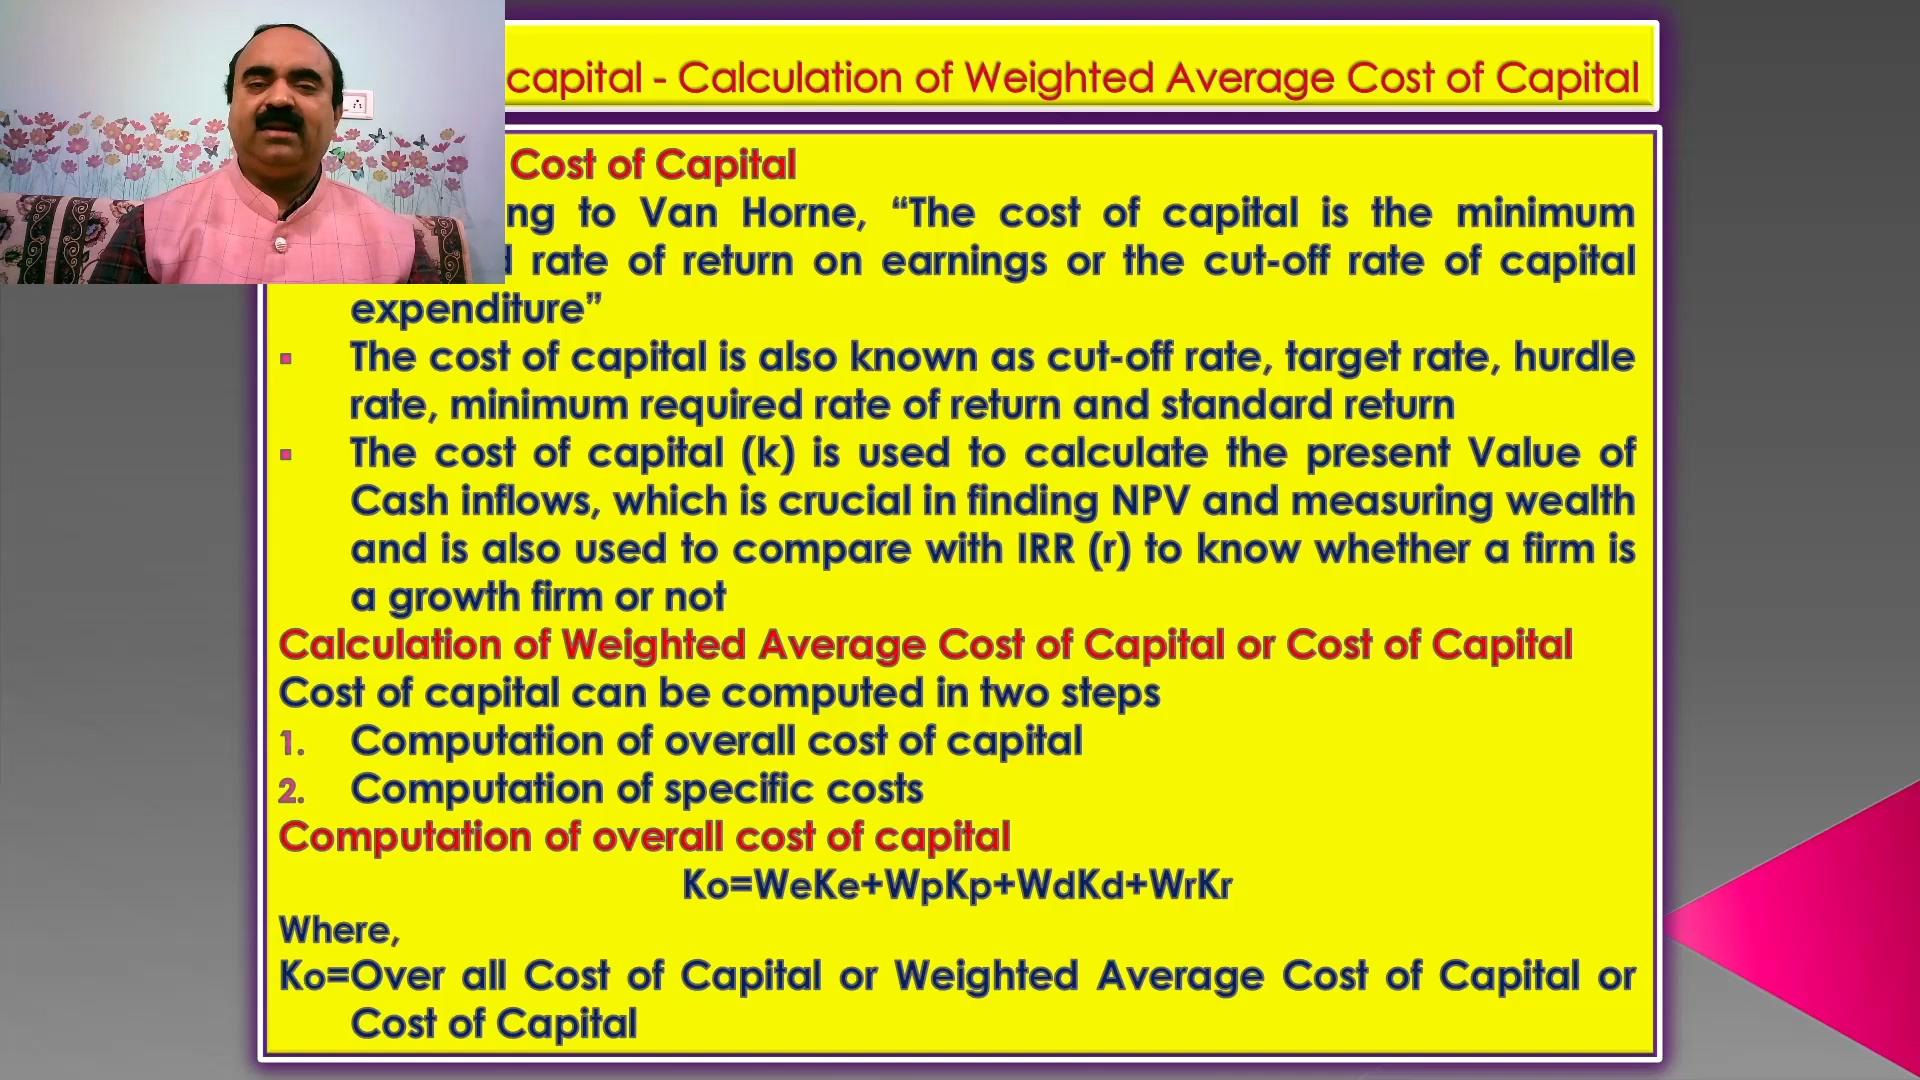 capital - Calculation of Weighted Average Cost of Capital
Cost of Capital
ng to Van Horne, “The cost of capital is the minimum
rate of return on earnings or the cut-off rate of capital
expenditure”
▪ The cost of capital is also known as cut-off rate, target rate, hurdle
rate, minimum required rate of return and standard return
▪ The cost of capital (k) is used to calculate the present Value of
Cash inflows, which is crucial in finding NPV and measuring wealth
and is also used to compare with IRR (r) to know whether a firm is
a growth firm or not
Calculation of Weighted Average Cost of Capital or Cost of Capital
Cost of capital can be computed in two steps
1. Computation of overall cost of capital
2. Computation of specific costs
Computation of overall cost of capital
Ko=WeKe+WpKp+WdKd+WrKr
Where,
Ko=Over all Cost of Capital or Weighted Average Cost of Capital or
Cost of Capital